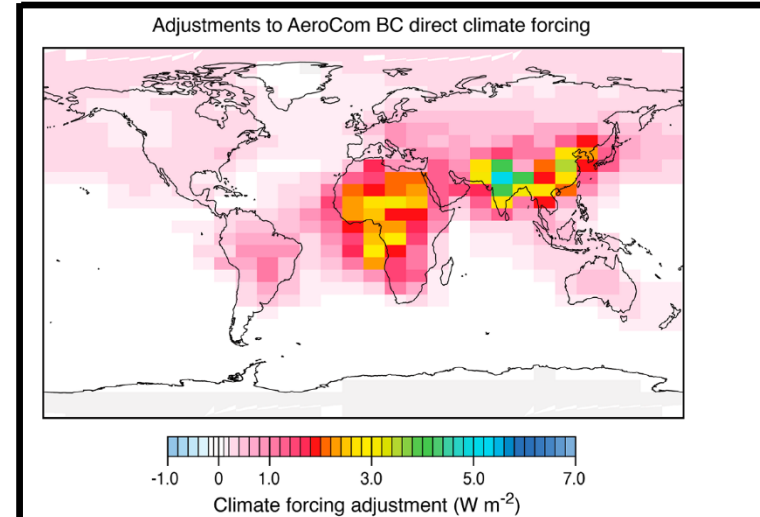 Adjustments to AeroCom BC direct climate forcing
-1.0 0 1.0 3.0 5.0 7.0
Climate forcing adjustment (W m⁻²)